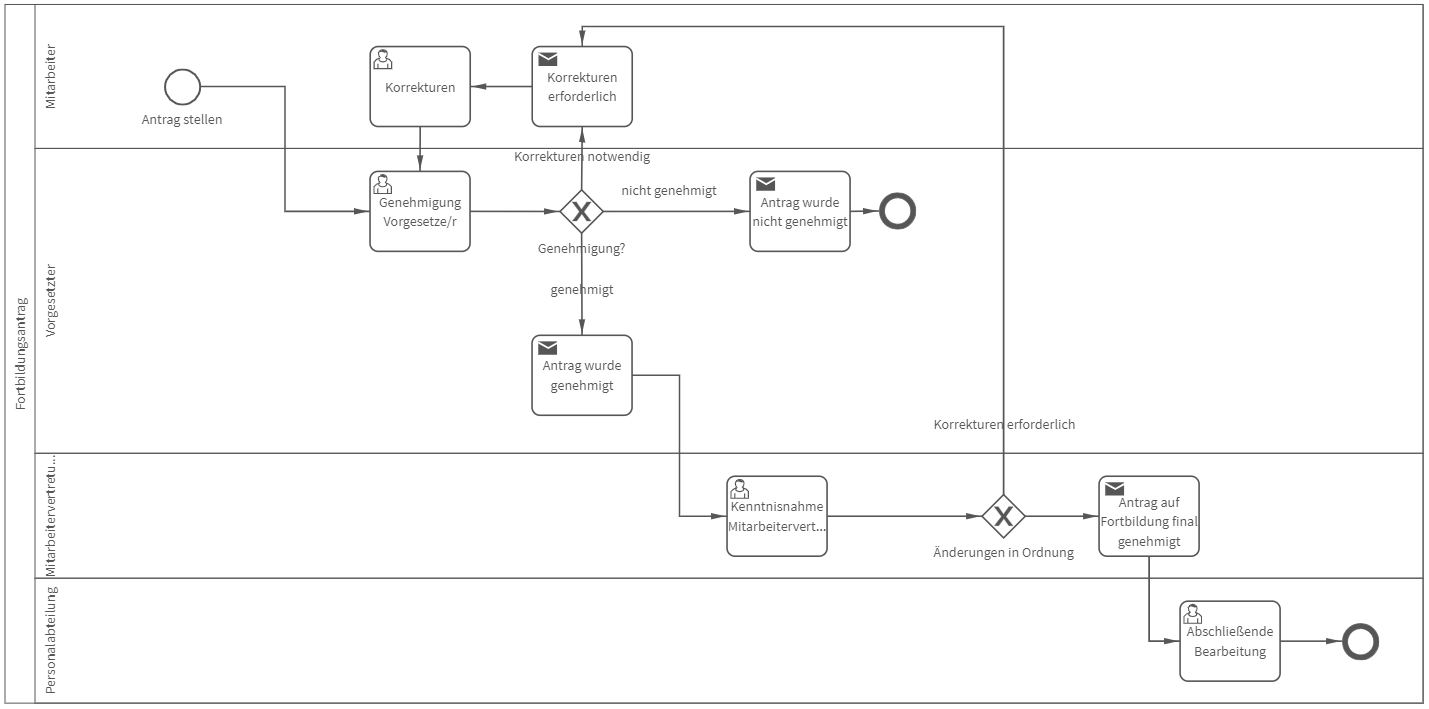 Fortbildungsantrag
Mitarbeiter
Antrag stellen
Korrekturen
Korrekturen
erforderlich
Vorgesetzter
Korrekturen notwendig
Genehmigung
Vorgesetze/r
nicht genehmigt
Antrag wurde
nicht genehmigt
Genehmigung?
genehmigt
Antrag wurde
genehmigt
Korrekturen erforderlich
Mitarbeitervertretu...
Kenntnisnahme
Mitarbeitervert...
Änderungen in Ordnung
Antrag auf
Fortbildung final
genehmigt
Personalabteilung
Abschließende
Bearbeitung